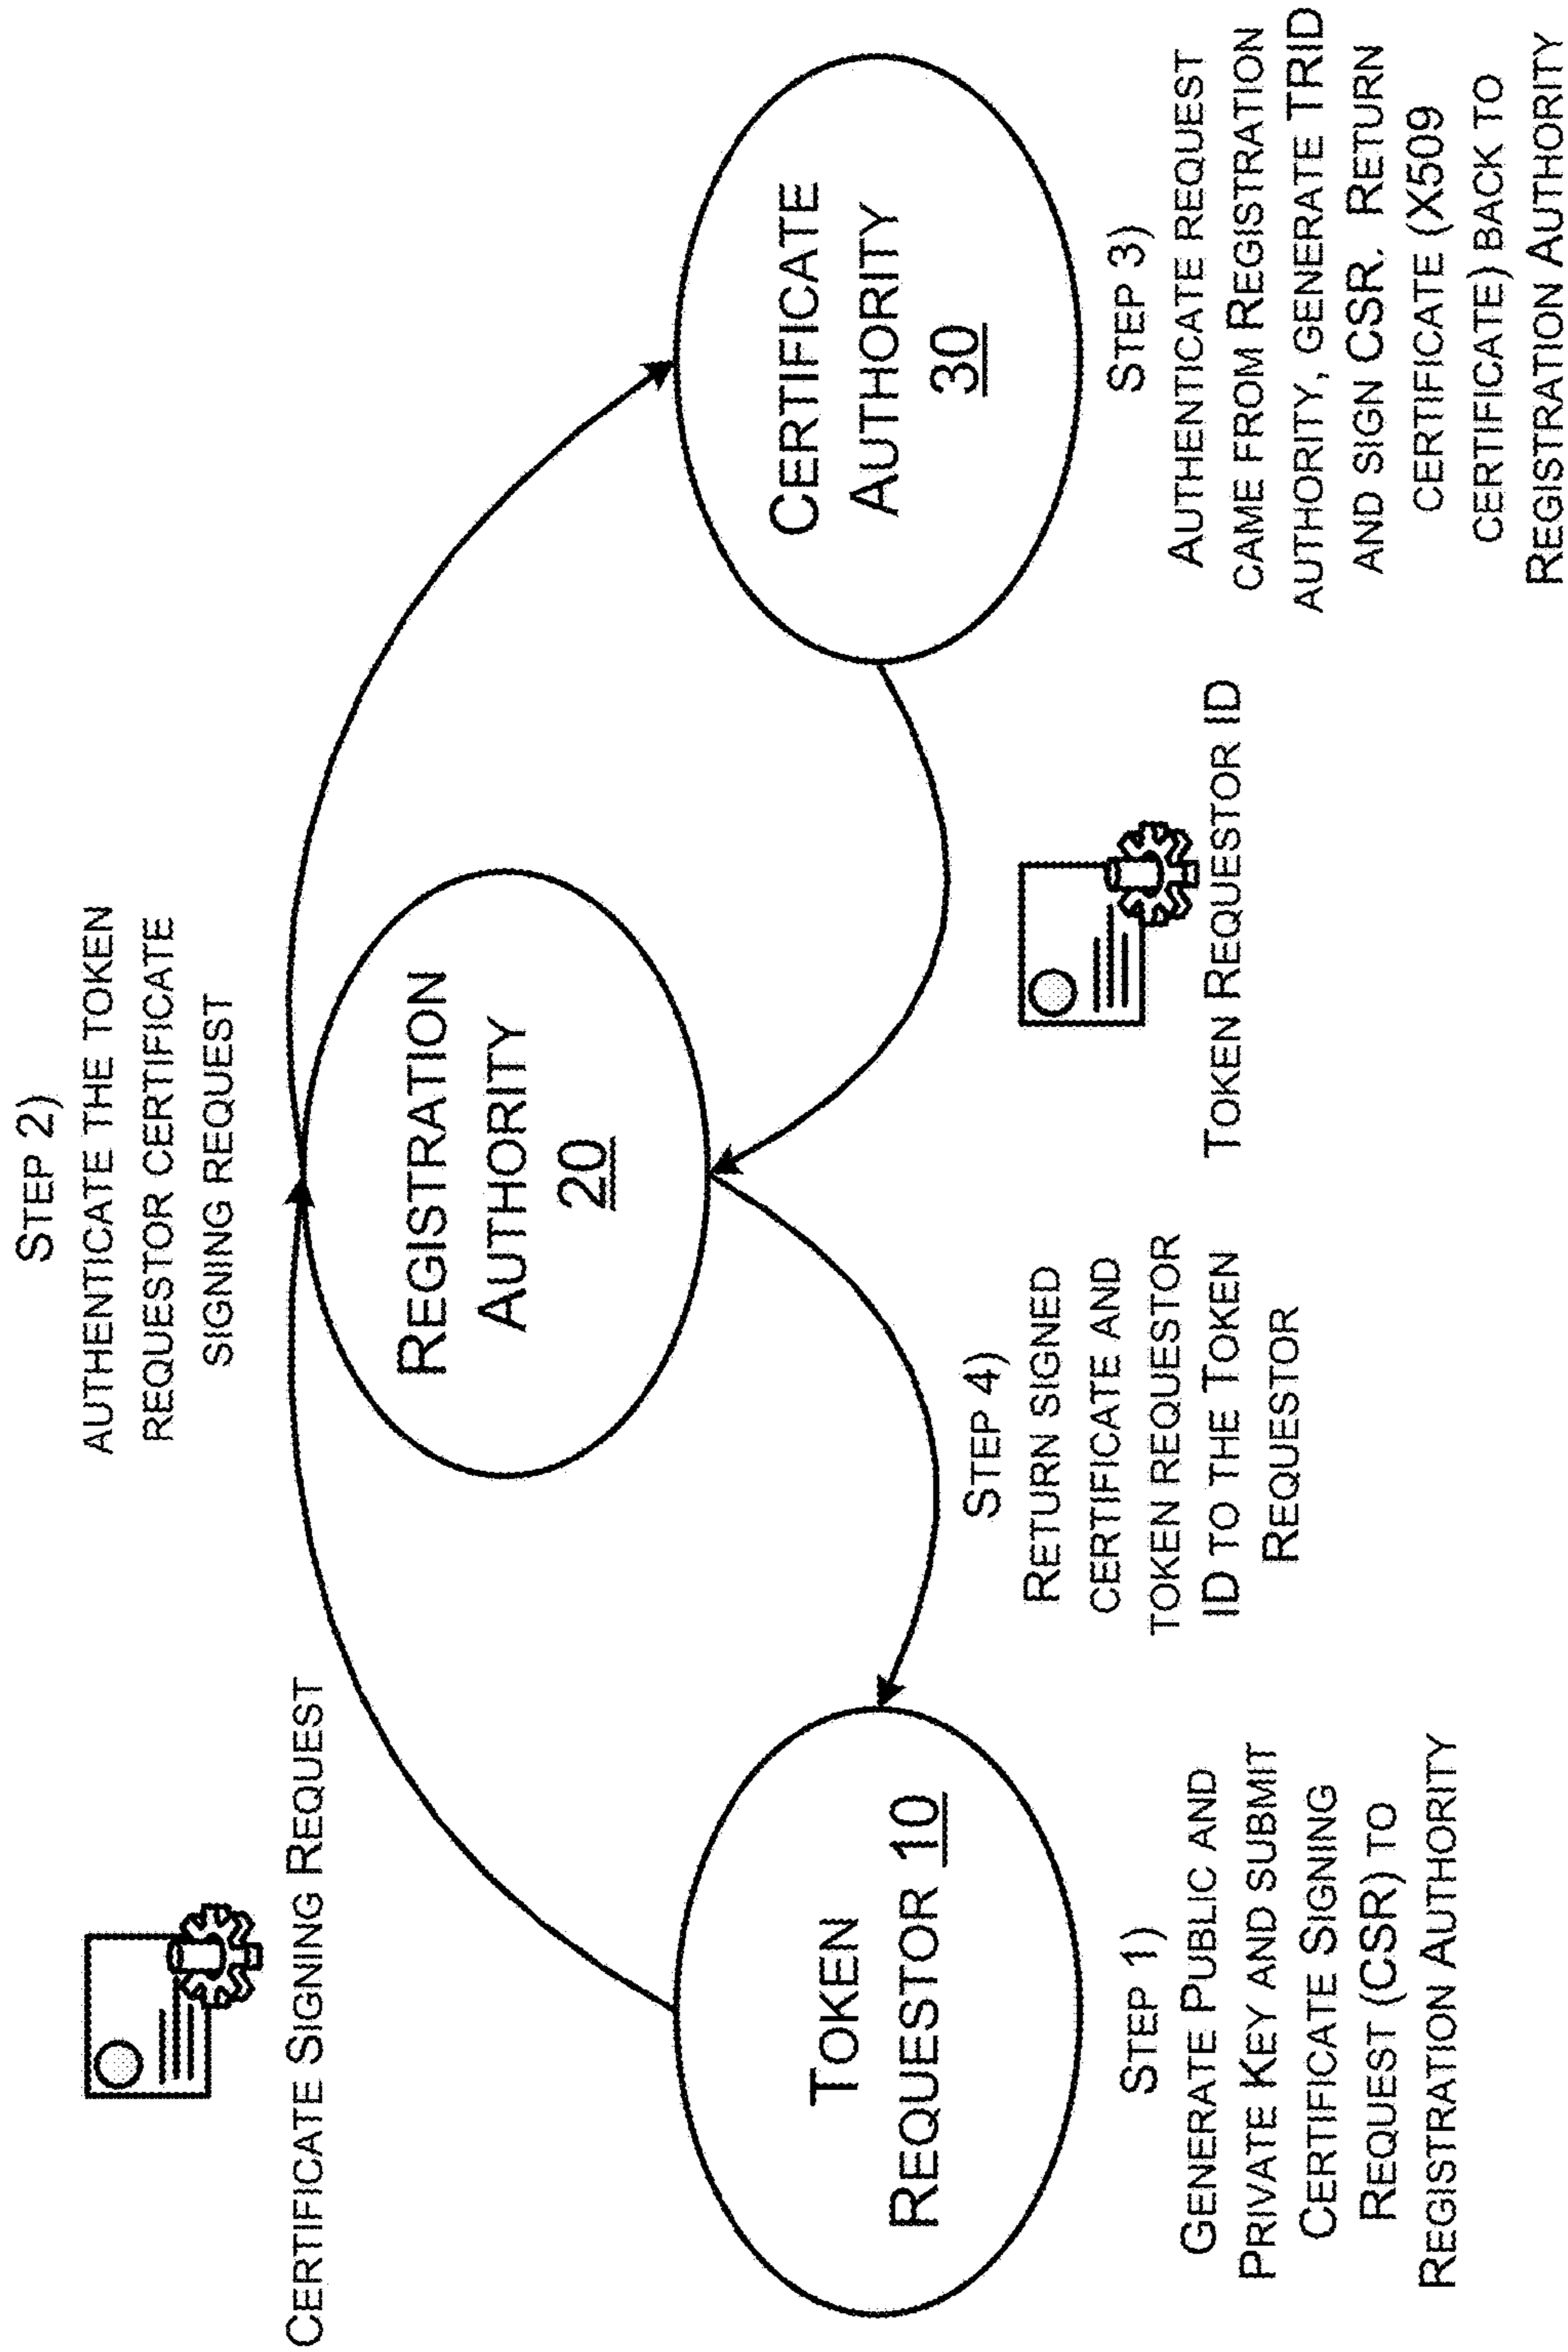 STEP 2)
AUTHENTICATE THE TOKEN
REQUESTOR CERTIFICATE
SIGNING REQUEST
CERTIFICATE SIGNING REQUEST
REGISTRATION
AUTHORITY
20
TOKEN
REQUESTOR 10
CERTIFICATE
AUTHORITY
30
STEP 1)
GENERATE PUBLIC AND
PRIVATE KEY AND SUBMIT
CERTIFICATE SIGNING
REQUEST (CSR) TO
REGISTRATION AUTHORITY
STEP 4)
RETURN SIGNED
CERTIFICATE AND
TOKEN REQUESTOR
ID TO THE TOKEN
REQUESTOR
TOKEN REQUESTOR ID
STEP 3)
AUTHENTICATE REQUEST
CAME FROM REGISTRATION
AUTHORITY, GENERATE TRID
AND SIGN CSR. RETURN
CERTIFICATE (X509
CERTIFICATE) BACK TO
REGISTRATION AUTHORITY